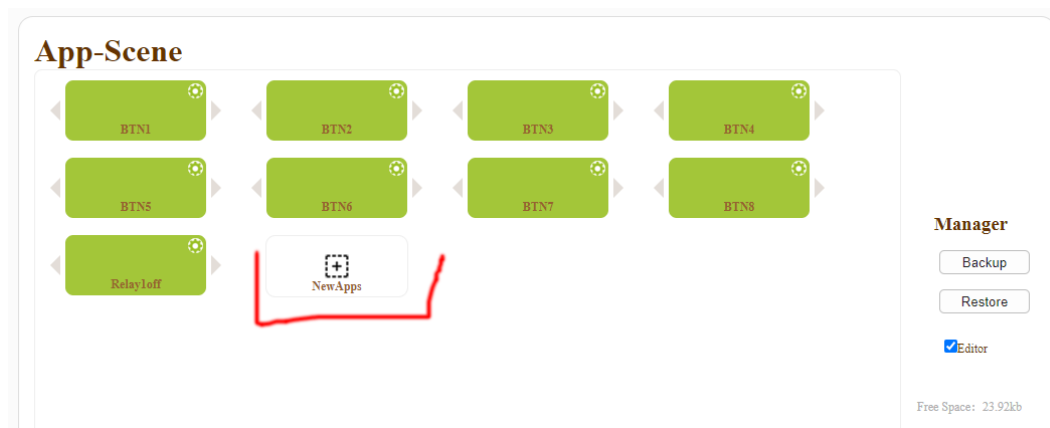 App-Scene
BTN1
BTN2
BTN3
BTN4
BTN5
BTN6
BTN7
BTN8
Relay1off
NewApps
Manager
Backup
Restore
Editor
Free Space: 23.92kb